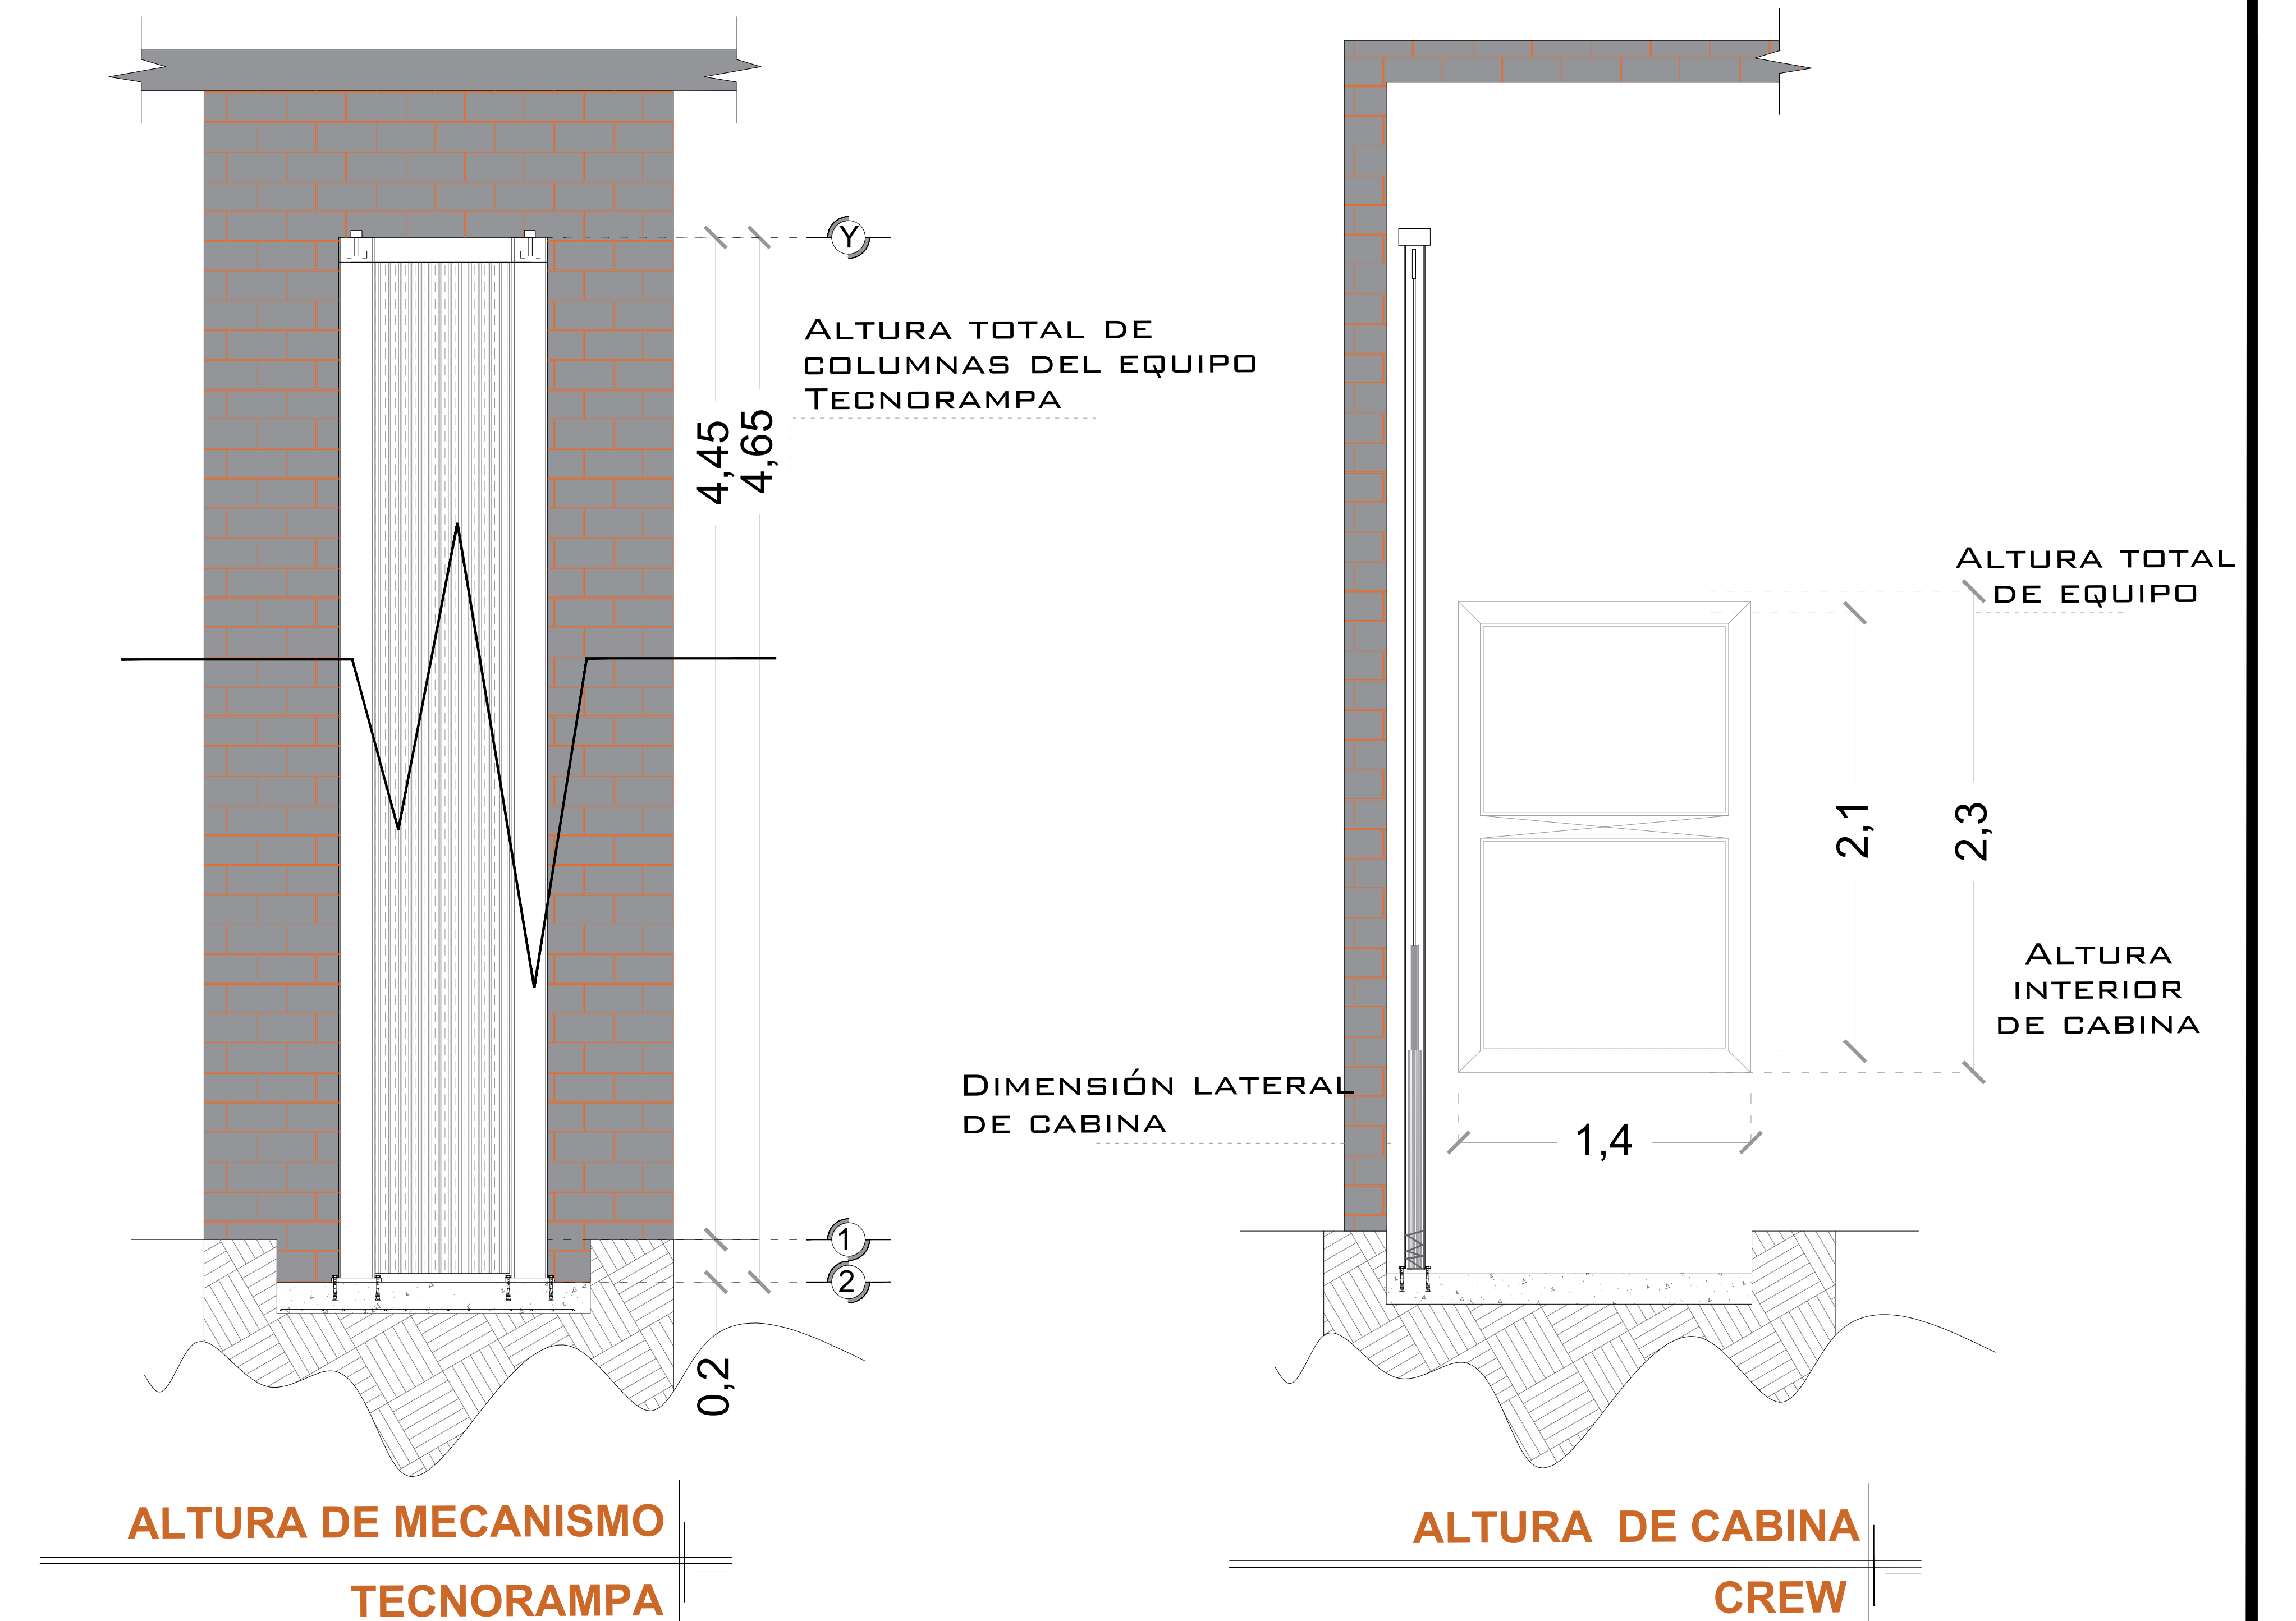 Y
ALTURA TOTAL DE
COLUMNAS DEL EQUIPO
TECNORAMPA
4,45
4,65
1
2
0,2
ALTURA DE MECANISMO
TECNORAMPA
ALTURA TOTAL
DE EQUIPO
2,1
2,3
ALTURA
INTERIOR
DE CABINA
DIMENSIÓN LATERAL
DE CABINA
1,4
ALTURA DE CABINA
CREW